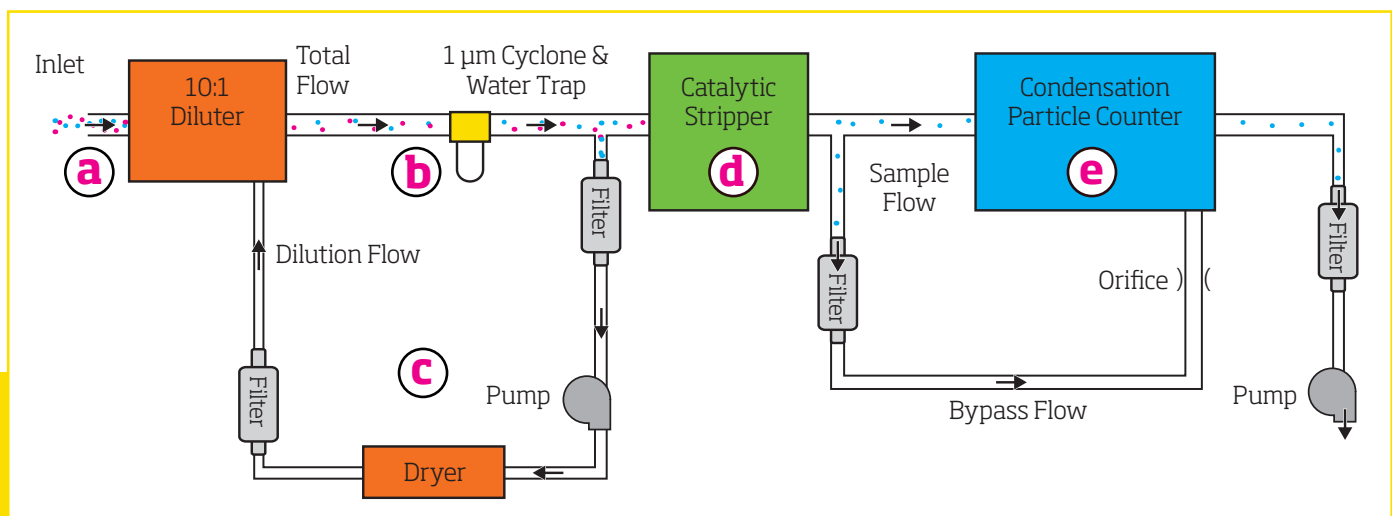 Inlet
10:1
Diluter
Total
Flow
1 µm Cyclone &
Water Trap
Catalytic
Stripper
Condensation
Particle Counter
a
b
d
e
Filter
Sample
Flow
Filter
Dilution Flow
Filter
Orifice ) (
c
Filter
Pump
Bypass Flow
Pump
Dryer